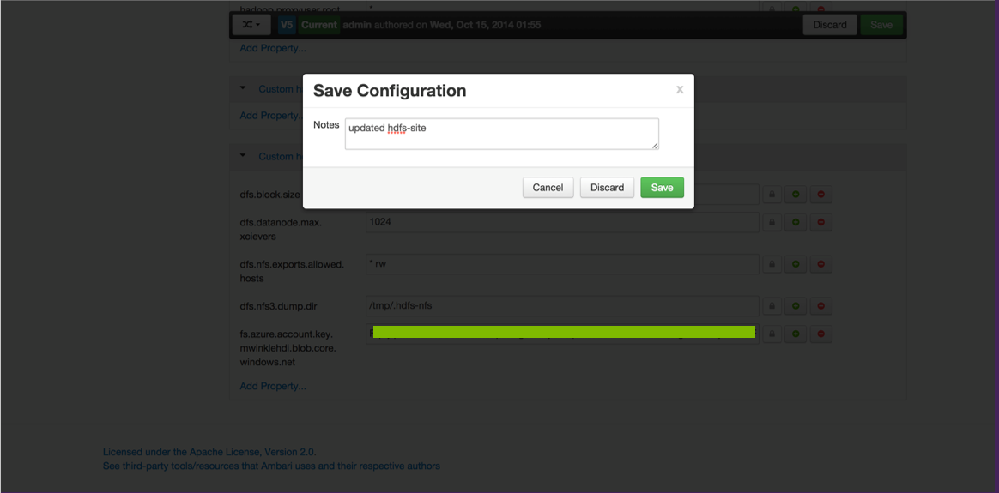 hadoop.proxyuser.root
*
V5 Current admin authored on Wed, Oct 15, 2014 01:55
Discard
Save
Add Property...
Custom h
Add Property...
Save Configuration
x
Notes
updated hdfs-site
Cancel
Discard
Save
Custom h
dfs.block.size
dfs.datanode.max.
xcievers
1024
dfs.nfs.exports.allowed.
hosts
* rw
dfs.nfs3.dump.dir
/tmp/.hdfs-nfs
fs.azure.account.key.
mwinklehdi.blob.core.
windows.net
Add Property...
Licensed under the Apache License, Version 2.0.
See third-party tools/resources that Ambari uses and their respective authors